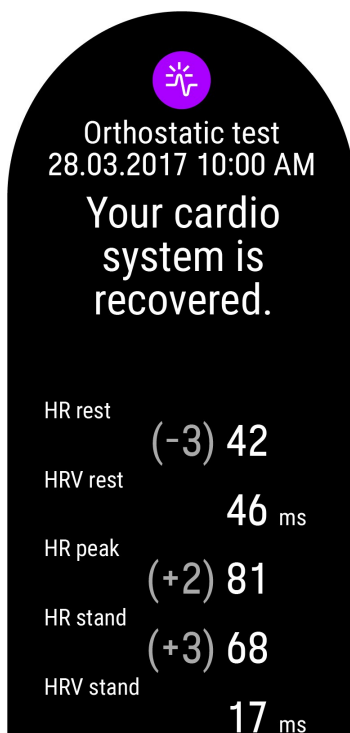 Orthostatic test
28.03.2017 10:00 AM
Your cardio
system is
recovered.
HR rest
(-3) 42
HRV rest
46 ms
HR peak
(+2) 81
HR stand
(+3) 68
HRV stand
17 ms